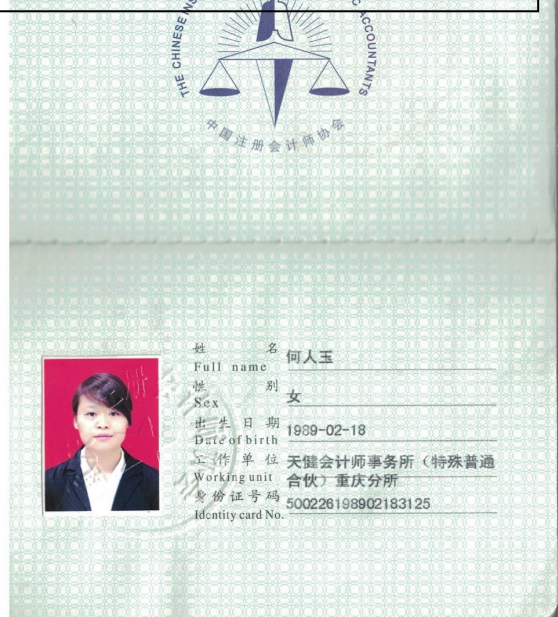 THE CHINESE INS
ACCOUNTANTS
中国注册会计师协会
姓 名 何人玉
Full name
性 别 女
Sex
出生日期 1989-02-18
Date of birth
工作单位 天健会计师事务所（特殊普通
Working unit 合伙）重庆分所
身份证号码 500226198902183125
Identity card No.